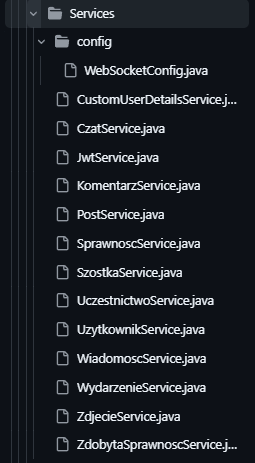 Services
config
WebSocketConfig.java
CustomUserDetailsService.j...
CzatService.java
JwtService.java
KomentarzService.java
PostService.java
SprawnoscService.java
SzostkaService.java
UczestnictwoService.java
UzytkownikService.java
WiadomoscService.java
WydarzenieService.java
ZdjecieService.java
ZdobytaSprawnoscService.j...